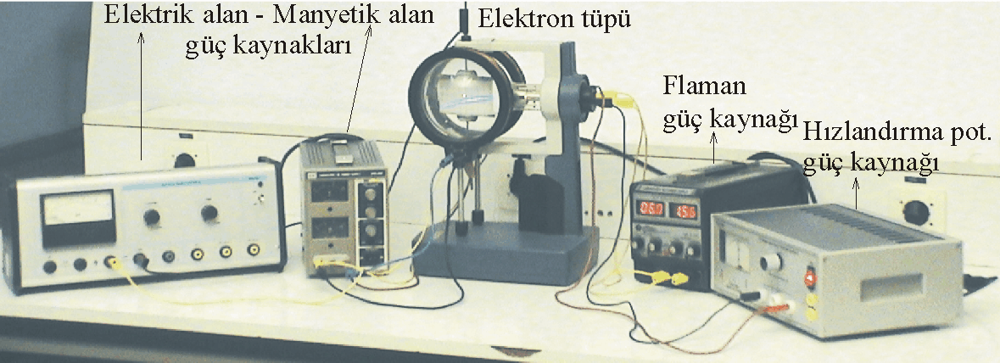 Elektrik alan - Manyetik alan
güç kaynakları
Elektron tüpü
Flaman
güç kaynağı
Hızlandırma pot.
güç kaynağı